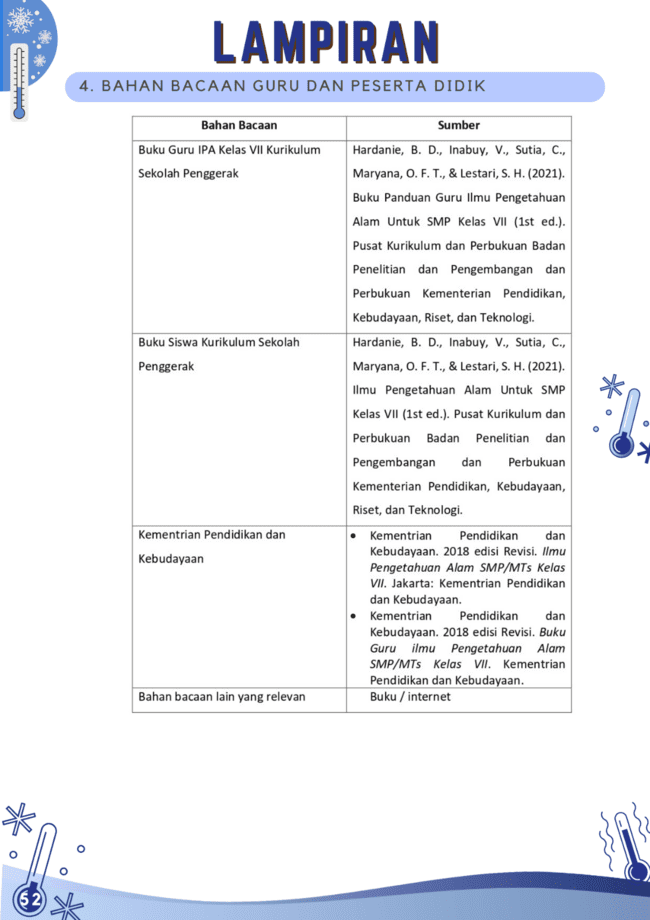 LAMPIRAN
4. BAHAN BACAAN GURU DAN PESERTA DIDIK
Bahan Bacaan
Sumber
Buku Guru IPA Kelas VII Kurikulum
Sekolah Penggerak
Hardanie, B. D., Inabuy, V., Sutia, C.,
Maryana, O. F. T., & Lestari, S. H. (2021).
Buku Panduan Guru Ilmu Pengetahuan
Alam Untuk SMP Kelas VII (1st ed.).
Pusat Kurikulum dan Perbukuan Badan
Penelitian dan Pengembangan dan
Perbukuan Kementerian Pendidikan,
Kebudayaan, Riset, dan Teknologi.
Buku Siswa Kurikulum Sekolah
Penggerak
Hardanie, B. D., Inabuy, V., Sutia, C.,
Maryana, O. F. T., & Lestari, S. H. (2021).
Ilmu Pengetahuan Alam Untuk SMP
Kelas VII (1st ed.). Pusat Kurikulum dan
Perbukuan Badan Penelitian dan
Pengembangan dan Perbukuan
Kementerian Pendidikan, Kebudayaan,
Riset, dan Teknologi.
Kementrian Pendidikan dan
Kebudayaan
• Kementrian Pendidikan dan
Kebudayaan. 2018 edisi Revisi. Ilmu
Pengetahuan Alam SMP/MTs Kelas
VII. Jakarta: Kementrian Pendidikan
dan Kebudayaan.
• Kementrian Pendidikan dan
Kebudayaan. 2018 edisi Revisi. Buku
Guru ilmu Pengetahuan Alam
SMP/MTs Kelas VII. Kementrian
Pendidikan dan Kebudayaan.
Bahan bacaan lain yang relevan
Buku / internet
52